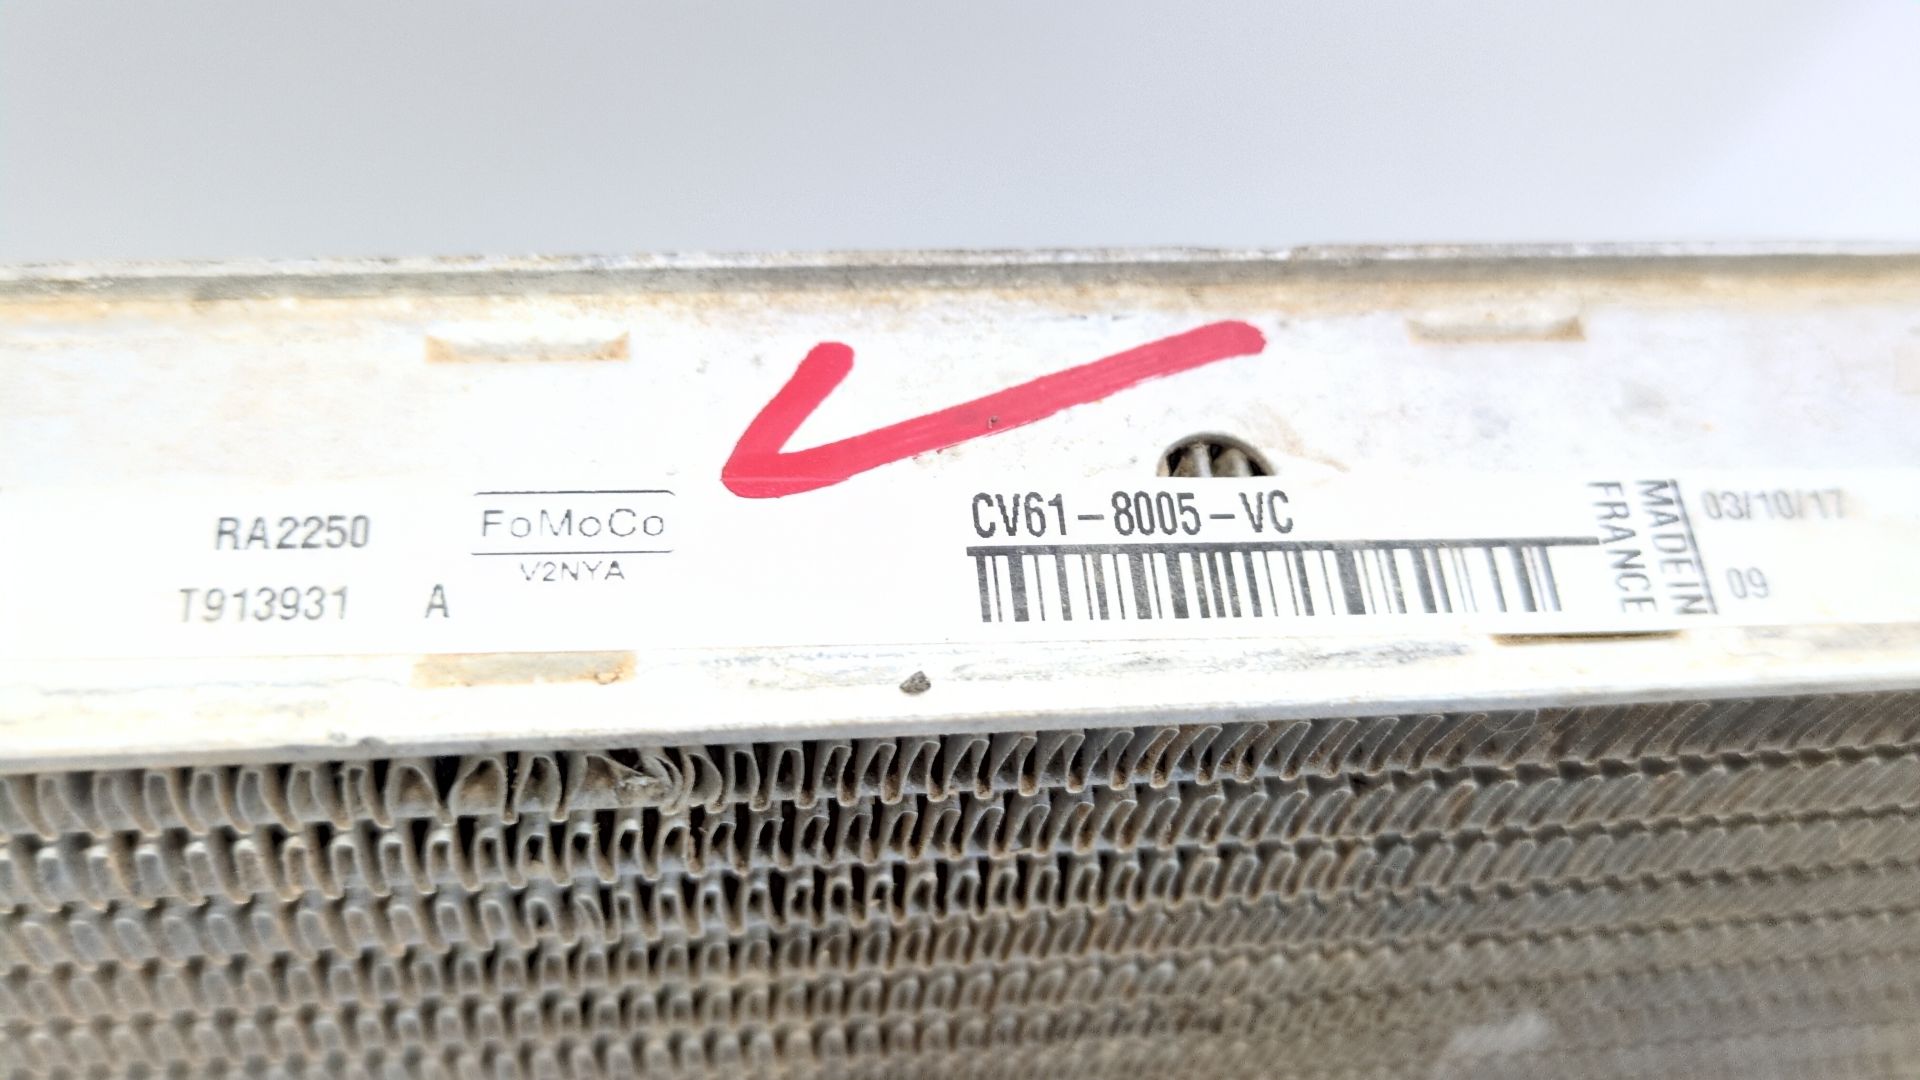 RA2250
T913931 A
FoMoCo
V2NYA
CV61-8005-VC
MADE IN
FRANCE
03/10/17
09